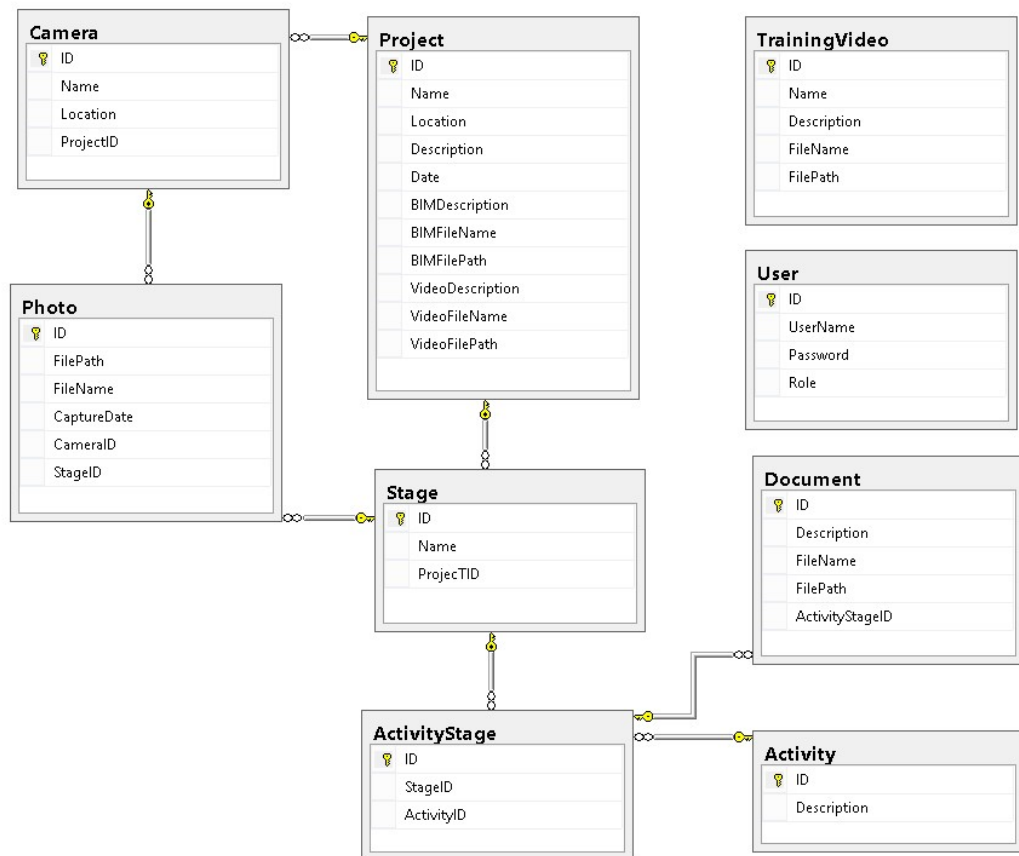 Camera
ID
Name
Location
ProjectID
Project
ID
Name
Location
Description
Date
BIMDescription
BIMFileName
BIMFilePath
VideoDescription
VideoFileName
VideoFilePath
TrainingVideo
ID
Name
Description
FileName
FilePath
User
ID
UserName
Password
Role
Photo
ID
FilePath
FileName
CaptureDate
CameraID
StageID
Stage
ID
Name
ProjecTID
Document
ID
Description
FileName
FilePath
ActivityStageID
ActivityStage
ID
StageID
ActivityID
Activity
ID
Description